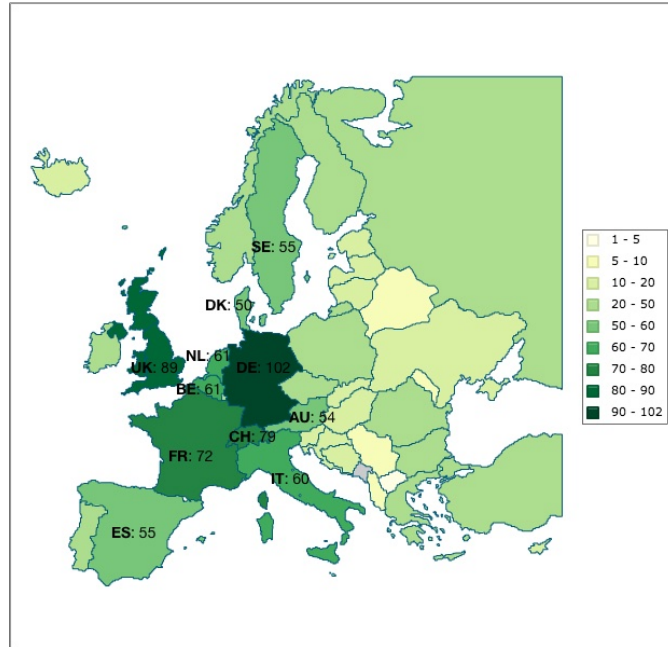 SE: 55
DK: 50
NL: 61
UK: 89
DE: 102
BE: 61
AU: 54
CH: 79
FR: 72
IT: 60
ES: 55
1 - 5
5 - 10
10 - 20
20 - 50
50 - 60
60 - 70
70 - 80
80 - 90
90 - 102